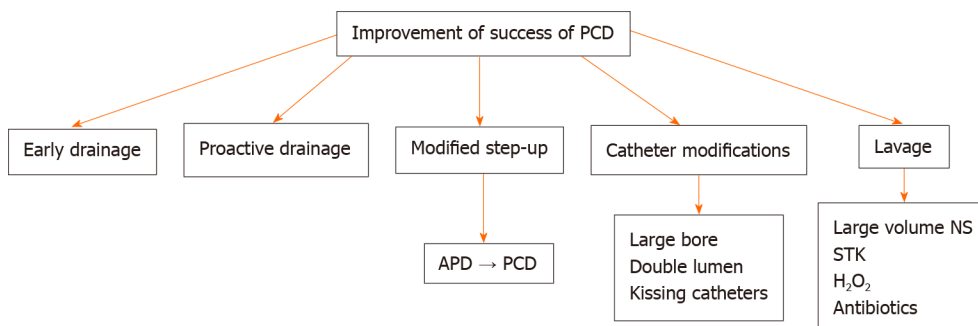 Improvement of success of PCD
Early drainage
Proactive drainage
Modified step-up
Catheter modifications
Lavage
APD → PCD
Large bore
Double lumen
Kissing catheters
Large volume NS
STK
H₂O₂
Antibiotics